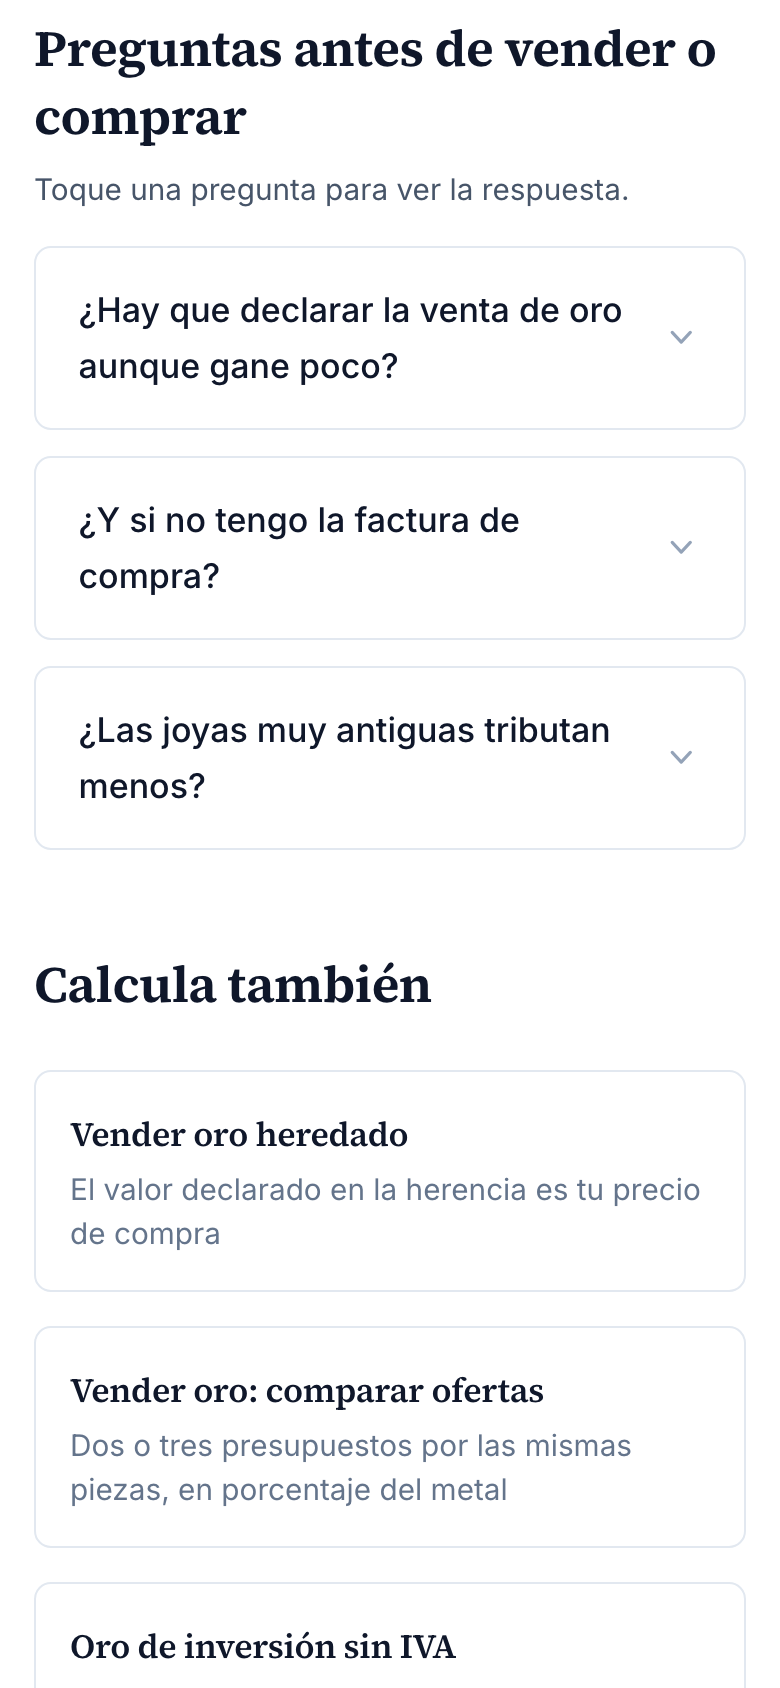 Preguntas antes de vender o
comprar
Toque una pregunta para ver la respuesta.
¿Hay que declarar la venta de oro
aunque gane poco?
¿Y si no tengo la factura de
compra?
¿Las joyas muy antiguas tributan
menos?
Calcula también
Vender oro heredado
El valor declarado en la herencia es tu precio
de compra
Vender oro: comparar ofertas
Dos o tres presupuestos por las mismas
piezas, en porcentaje del metal
Oro de inversión sin IVA